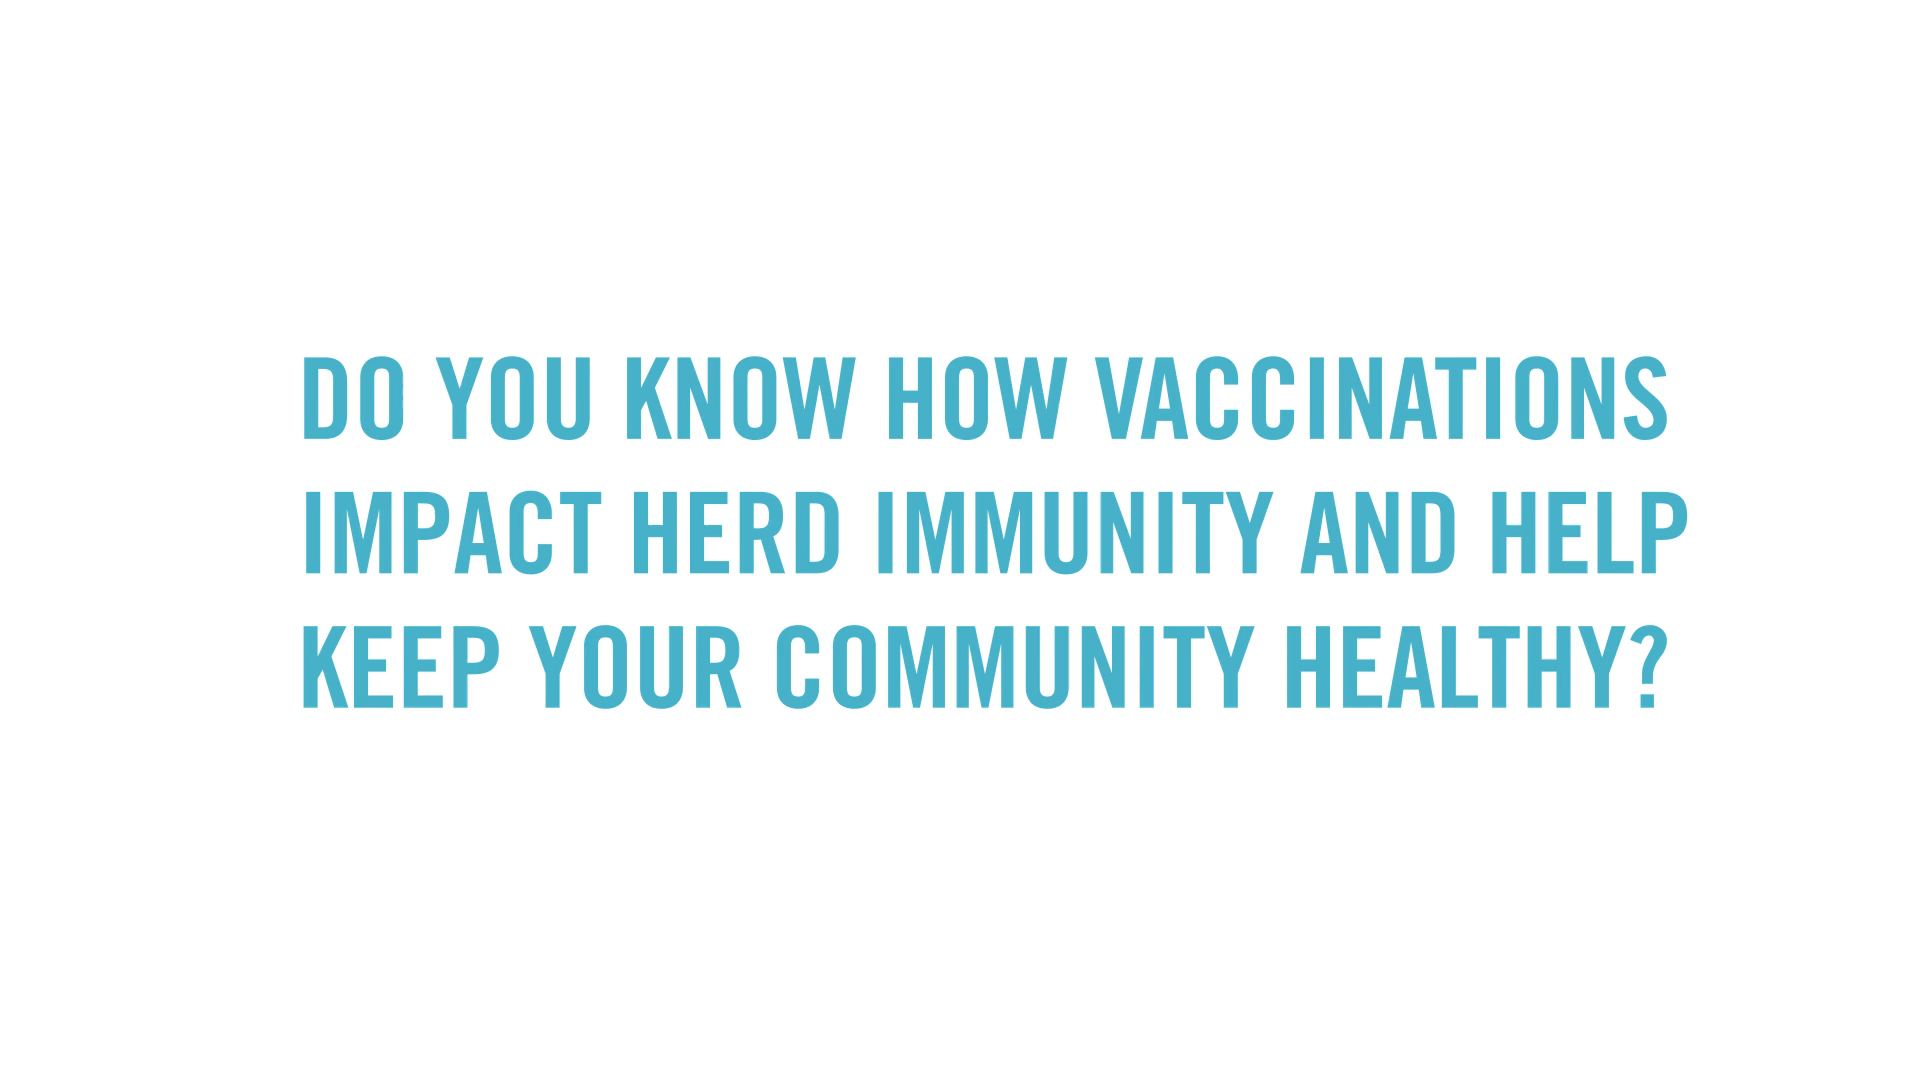 DO YOU KNOW HOW VACCINATIONS
IMPACT HERD IMMUNITY AND HELP
KEEP YOUR COMMUNITY HEALTHY?